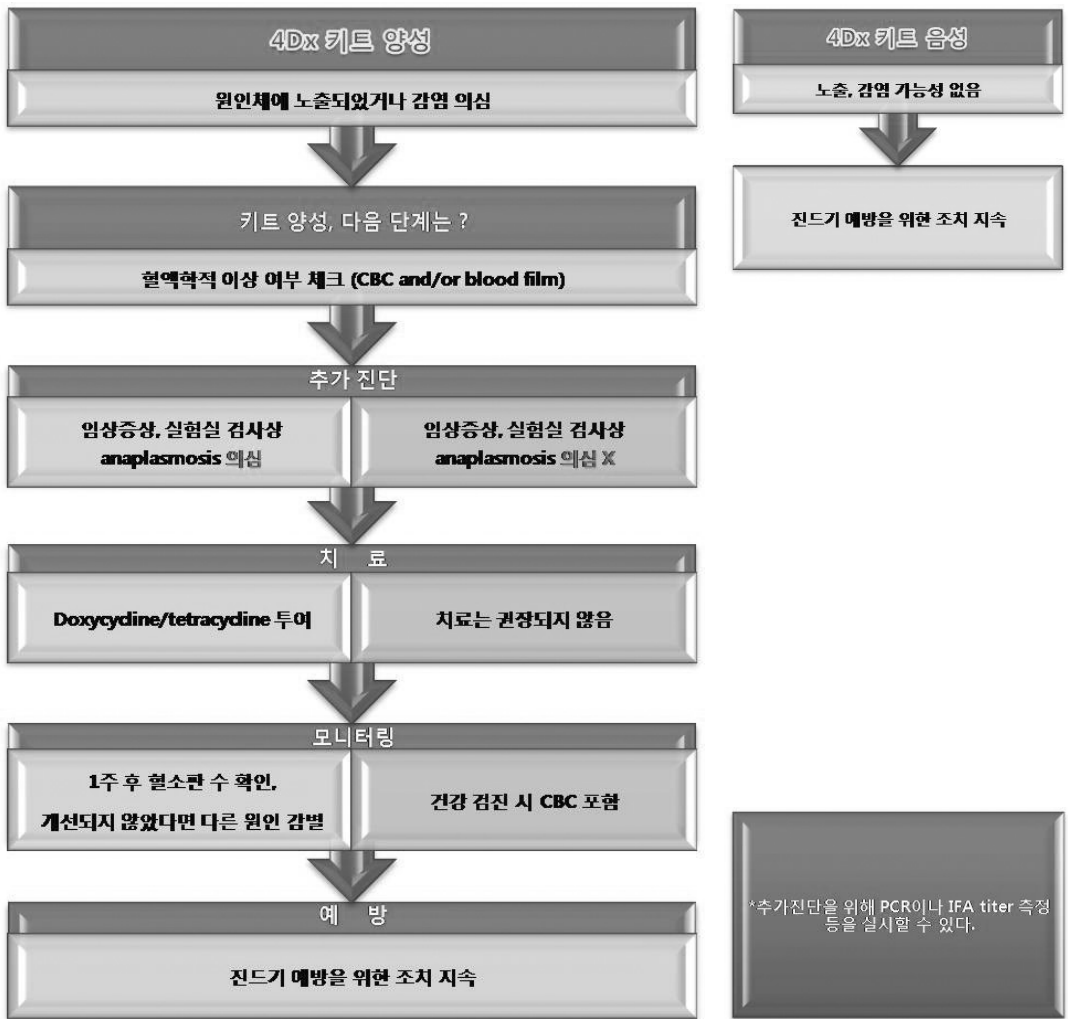 4Dx 키트 양성
원인체에 노출되었거나 감염 의심
키트 양성, 다음 단계는 ?
혈액학적 이상 여부 체크 (CBC and/or blood film)
추가 진단
임상증상, 실험실 검사상
anaplasmosis 의심
임상증상, 실험실 검사상
anaplasmosis 의심 X
치 료
Doxycycline/tetracycline 투여
치료는 권장되지 않음
모니터링
1주 후 혈소판 수 확인,
개선되지 않았다면 다른 원인 감별
건강 검진 시 CBC 포함
예 방
진드기 예방을 위한 조치 지속
4Dx 키트 음성
노출, 감염 가능성 없음
진드기 예방을 위한 조치 지속
*추가진단을 위해 PCR이나 IFA titer 측정
등을 실시할 수 있다.